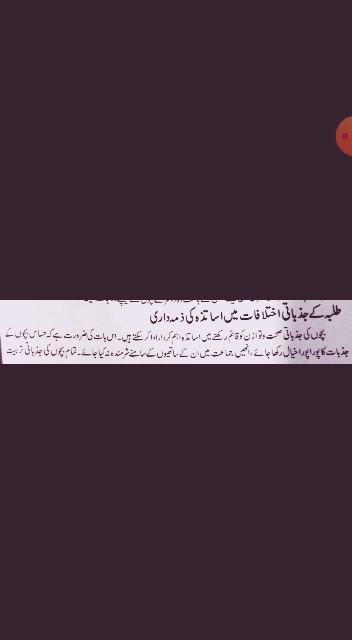 طلبہ کے جذباتی اختلافات میں اساتذہ کی ذمہ داری
بچوں کی جذباتی صحت و توازن کو قائم رکھنے میں اساتذہ اہم کردار ادا کر سکتے ہیں۔ اس بات کی ضرورت ہے کہ حساس بچوں کے
جذبات کا پورا پورا خیال رکھا جائے، انھیں جماعت میں ان کے ساتھیوں کے سامنے شرمندہ نہ کیا جائے۔ تمام بچوں کی جذباتی تربیت